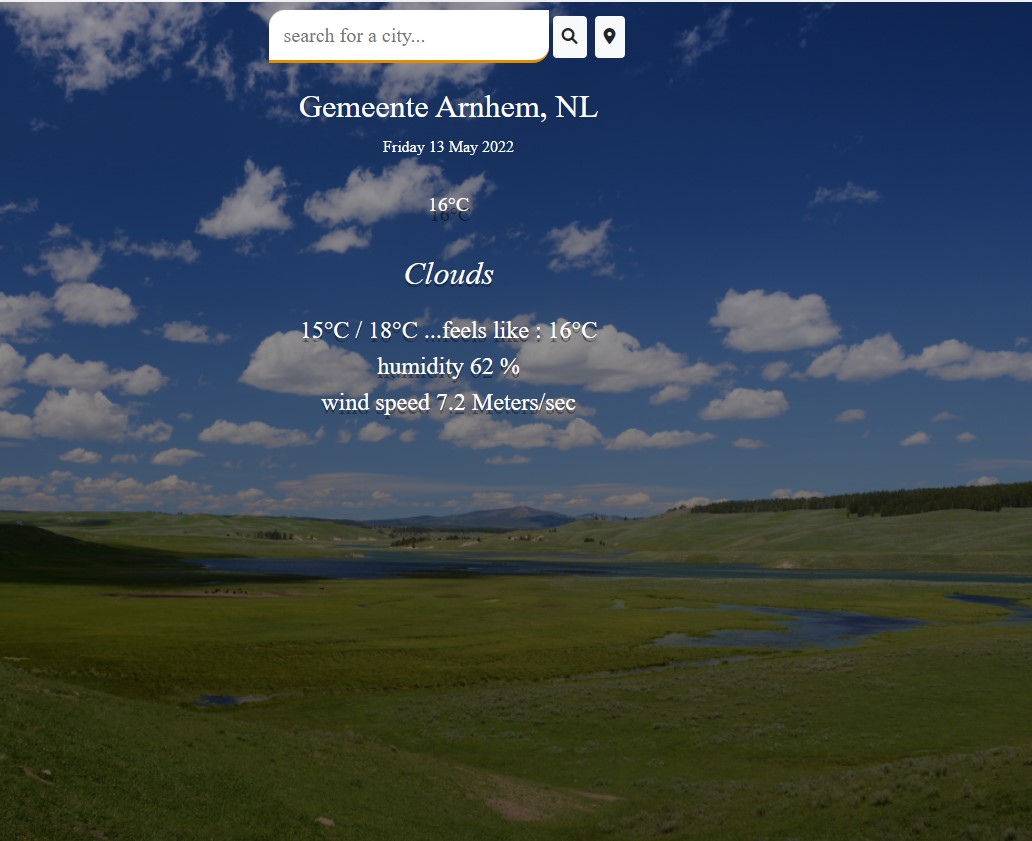 search for a city...
Gemeente Arnhem, NL
Friday 13 May 2022
16°C
Clouds
15°C / 18°C ...feels like : 16°C
humidity 62 %
wind speed 7.2 Meters/sec